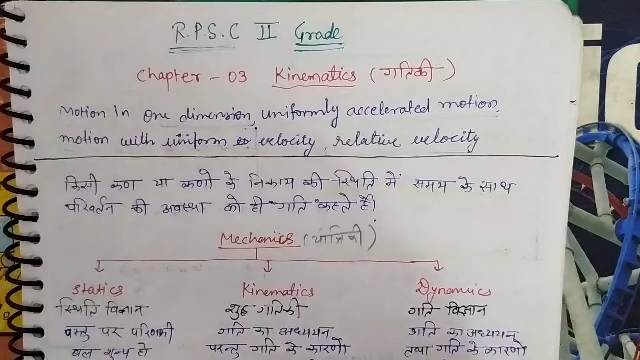 R.P.S.C II Grade
Chapter - 03 Kinematics (गतिकी)
Motion in one dimension, uniformly accelerated motion,
motion with uniform velocity, relative velocity
किसी कण या कणों के निकाय की स्थिति में समय के साथ
परिवर्तन की अवस्था को ही गति कहते हैं।
Mechanics (यांत्रिकी)
Statics Kinematics Dynamics
स्थिति विज्ञान शुद्ध गतिकी गति विज्ञान
वस्तु पर परिणामी गति का अध्ययन गति का अध्ययन
बल शून्य हो परन्तु गति के कारणों तथा गति के कारणों